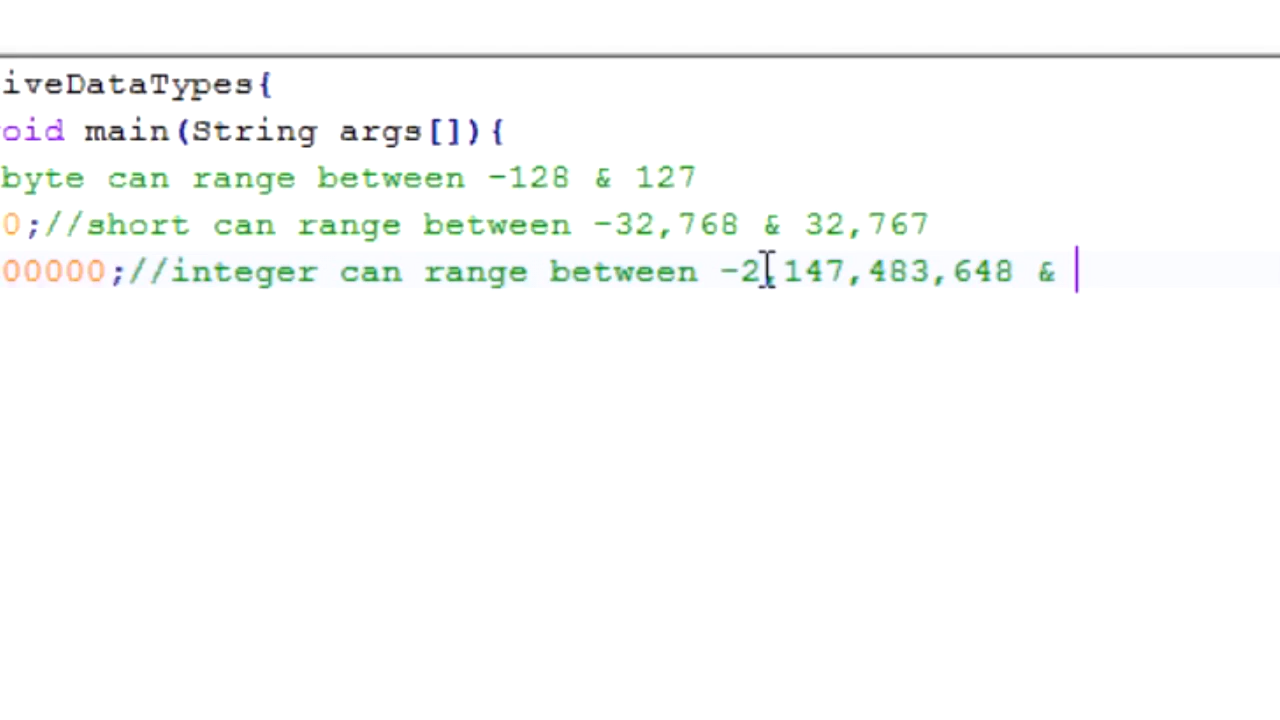 iveDataTypes{
oid main(String args[]){
byte can range between -128 & 127
0;//short can range between -32,768 & 32,767
00000;//integer can range between -2,147,483,648 &